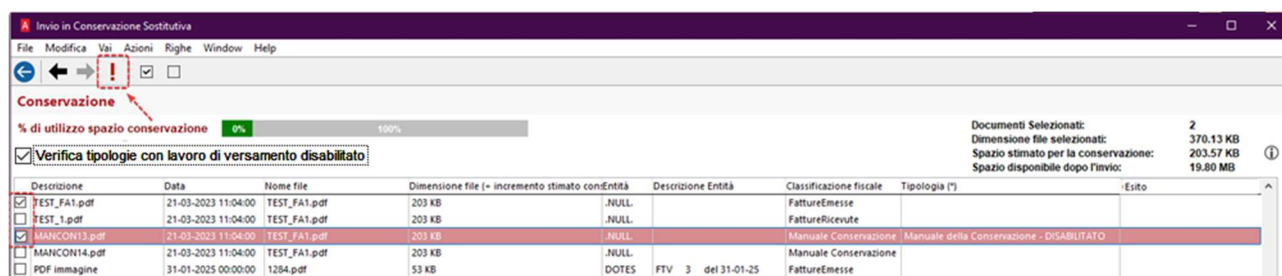 A Invio in Conservazione Sostitutiva
File Modifica Vai Azioni Righe Window Help
Conservazione
% di utilizzo spazio conservazione 0% 100%
Documenti Selezionati: 2
Dimensione file selezionati: 370.13 KB
Verifica tipologie con lavoro di versamento disabilitato
Spazio stimato per la conservazione: 203.57 KB
Spazio disponibile dopo l'invio: 19.80 MB
Descrizione Data Nome file Dimensione file (+ incremento stimato con:Entità Descrizione Entità Classificazione fiscale Tipologia (*) Esito
TEST_FA1.pdf 21-03-2023 11:04:00 TEST_FA1.pdf 203 KB .NULL. FattureEmesse
TEST_1.pdf 21-03-2023 11:04:00 TEST_FA1.pdf 203 KB .NULL. FattureRicevute
MANCON13.pdf 21-03-2023 11:04:00 TEST_FA1.pdf 203 KB .NULL. Manuale Conservazione Manuale della Conservazione - DISABILITATO
MANCON14.pdf 21-03-2023 11:04:00 TEST_FA1.pdf 203 KB .NULL. Manuale Conservazione
PDF immagine 31-01-2025 00:00:00 1284.pdf 53 KB DOTES FTV 3 del 31-01-25 FattureEmesse